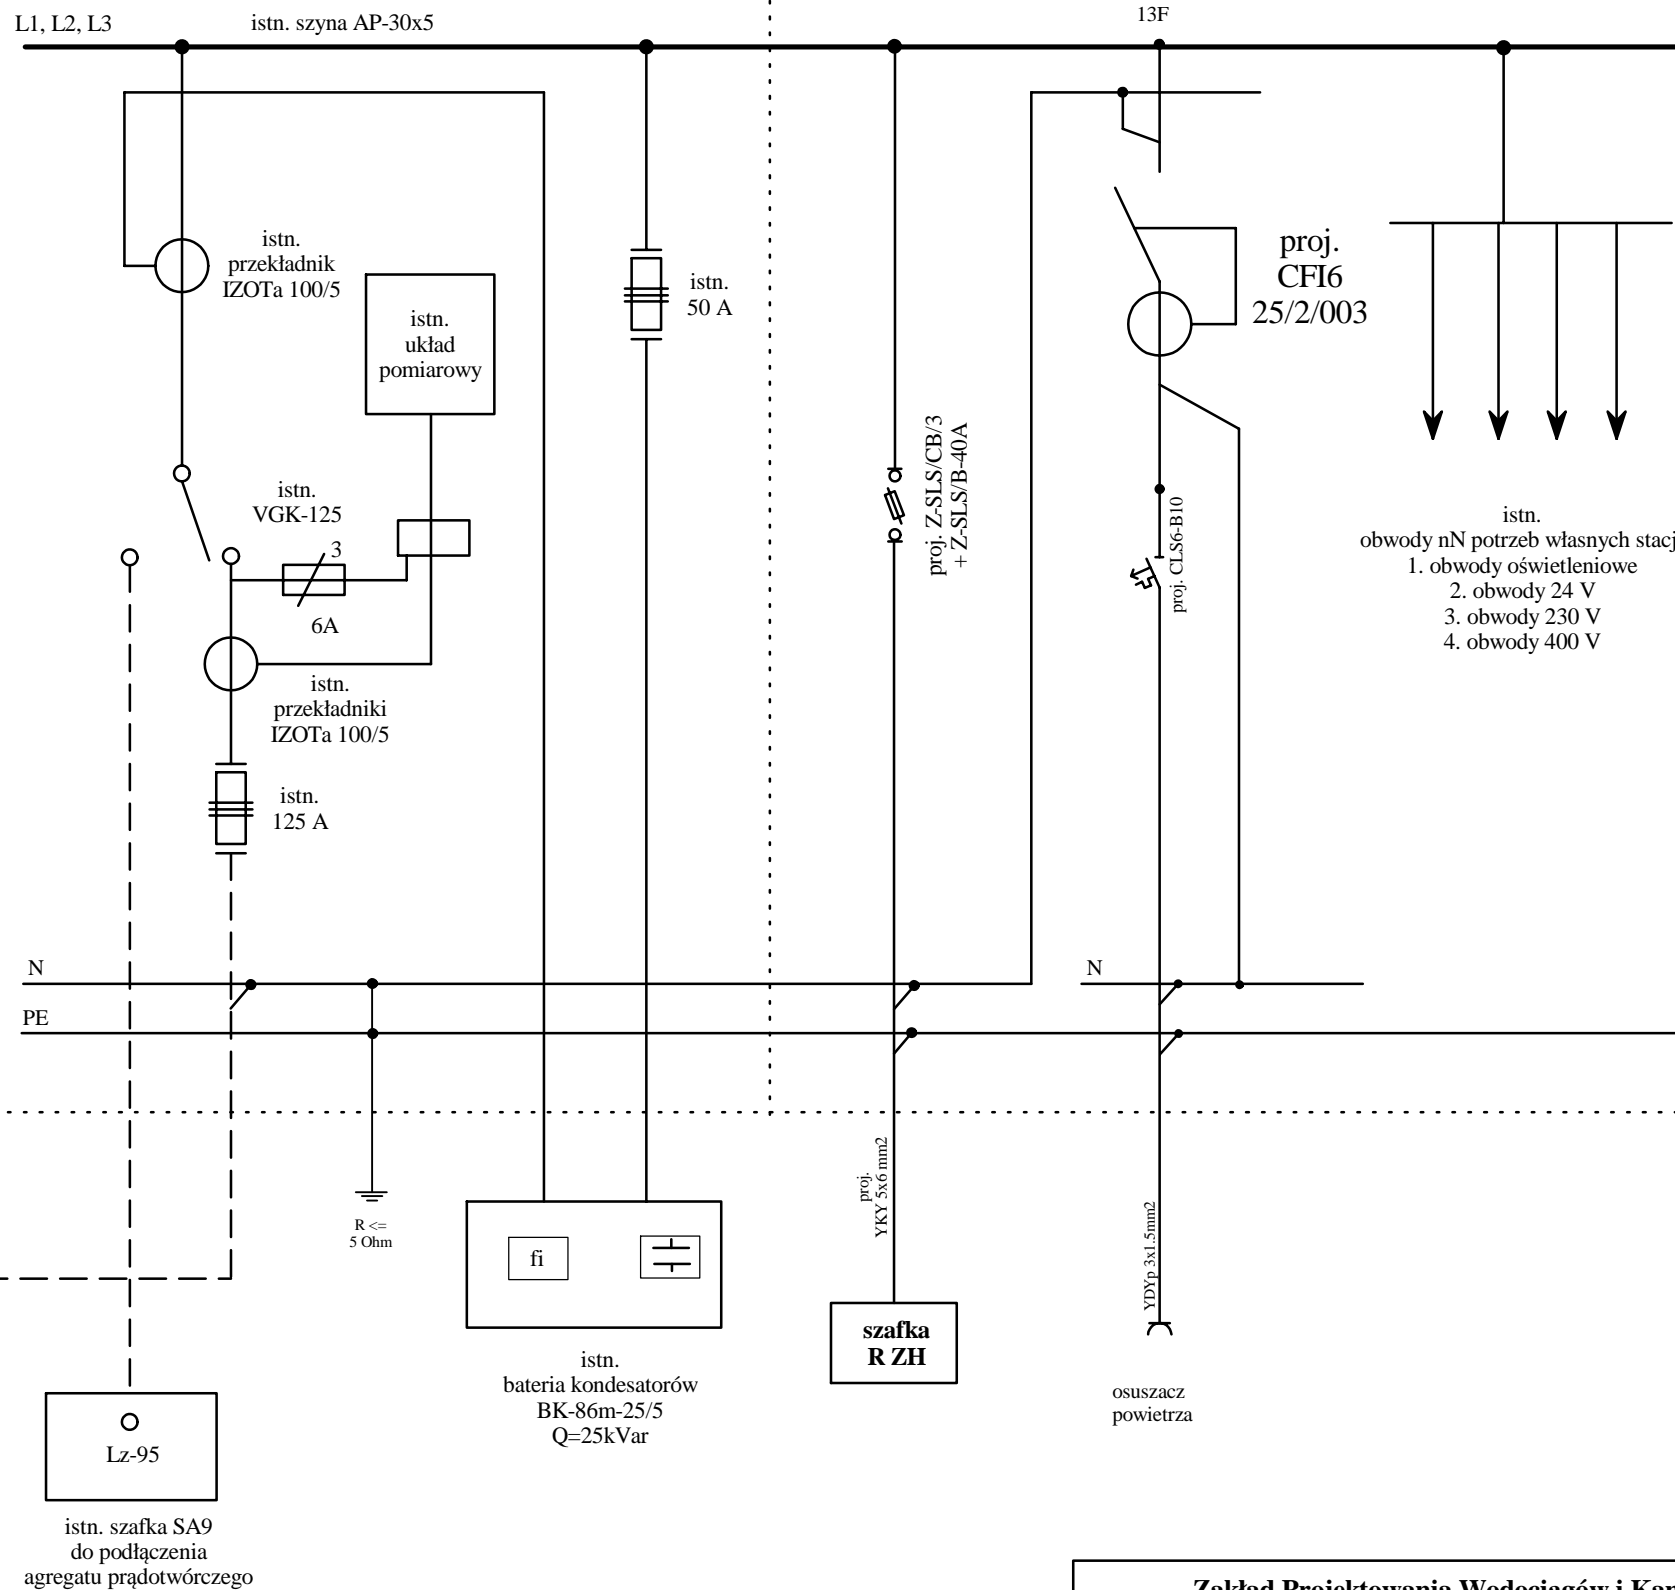 L1, L2, L3
istn. szyna AP-30x5
13F
istn.
przekładnik
IZOTa 100/5
istn.
układ
pomiarowy
istn.
50 A
proj.
CFI6
25/2/003
proj. Z-SLS/CB/3
+ Z-SLS/B-40A
proj. CLS6-B10
istn.
VGK-125
3
6A
istn.
przekładniki
IZOTa 100/5
istn.
125 A
istn.
obwody nN potrzeb własnych stacj
1. obwody oświetleniowe
2. obwody 24 V
3. obwody 230 V
4. obwody 400 V
N
N
PE
R <=
5 Ohm
fi
proj.
YKY 5x6 mm2
YDYp 3x1.5mm2
szafka
R ZH
istn.
bateria kondesatorów
BK-86m-25/5
Q=25kVar
osuszacz
powietrza
Lz-95
istn. szafka SA9
do podłączenia
agregatu prądotwórczego
Zakład Projektowania Wodociągów i Kan